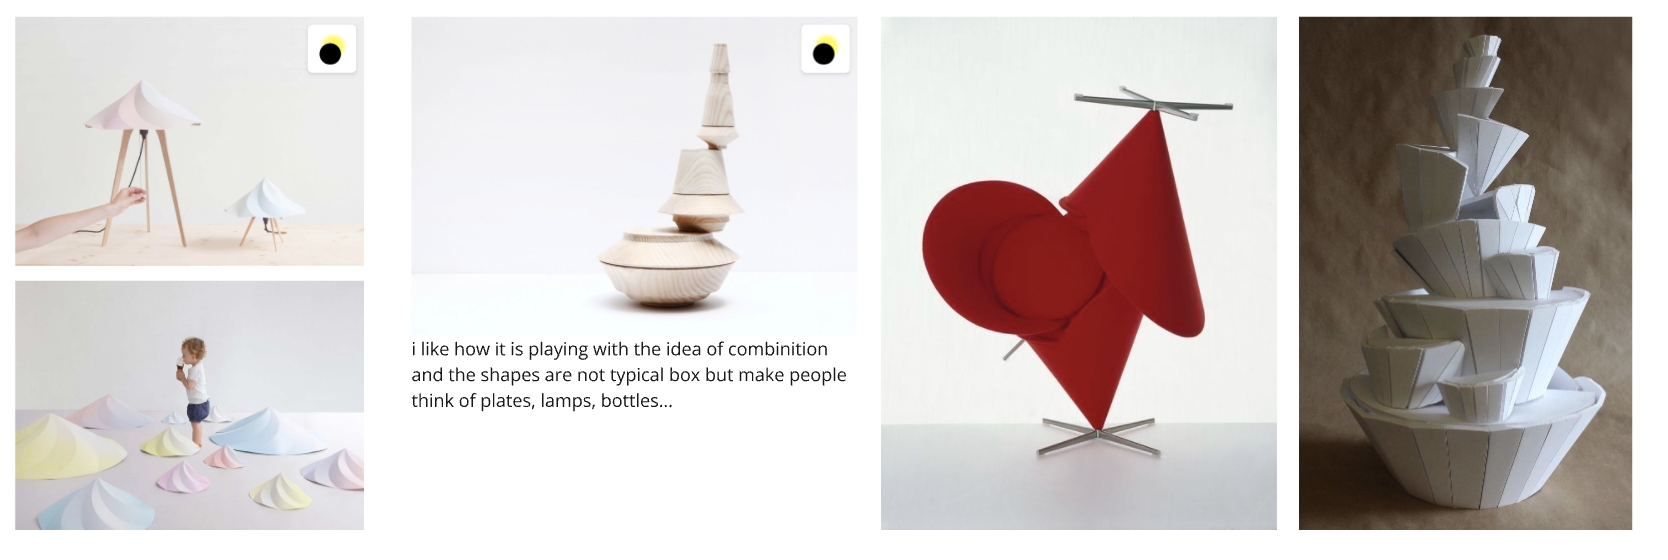 i like how it is playing with the idea of combinition
and the shapes are not typical box but make people
think of plates, lamps, bottles...